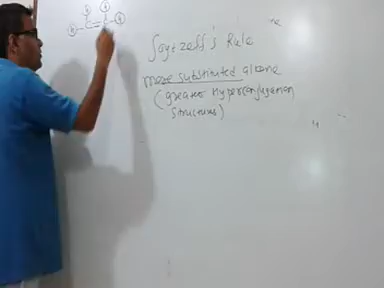 Saytzeff's Rule
more substituted alkene
(greater Hyperconjugation
structures)